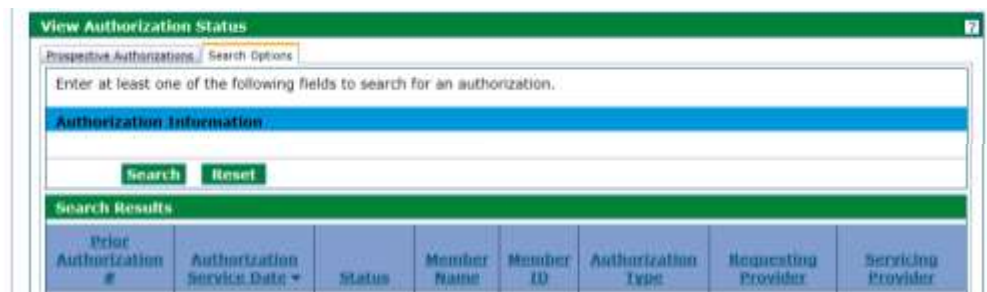 View Authorization Status ?
Prospective Authorizations Search Options
Enter at least one of the following fields to search for an authorization.
Authorization Information
Search Reset
Search Results
Prior Authorization # Authorization Service Date Status Member Name Member ID Authorization Type Requesting Provider Servicing Provider